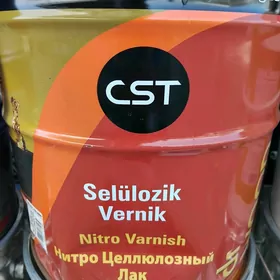 CST
Selülozik
Vernik
Nitro Varnish
Нитро Целлюлозный
Лак